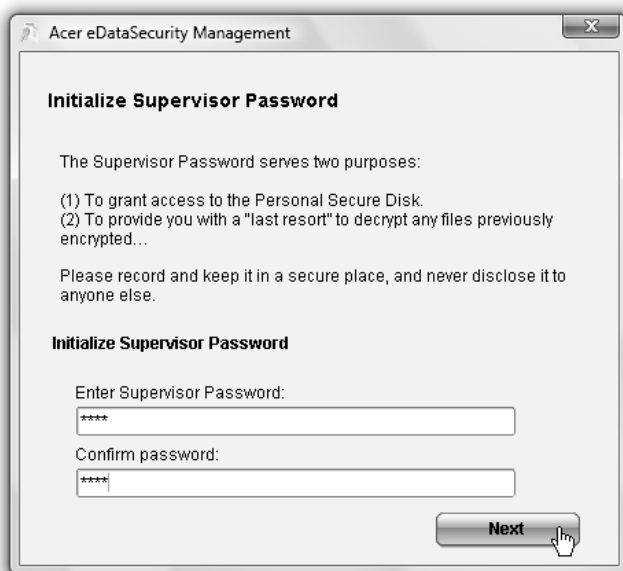 Acer eDataSecurity Management
X
Initialize Supervisor Password
The Supervisor Password serves two purposes:
(1) To grant access to the Personal Secure Disk.
(2) To provide you with a "last resort" to decrypt any files previously
encrypted...
Please record and keep it in a secure place, and never disclose it to
anyone else.
Initialize Supervisor Password
Enter Supervisor Password:
****
Confirm password:
****
Next